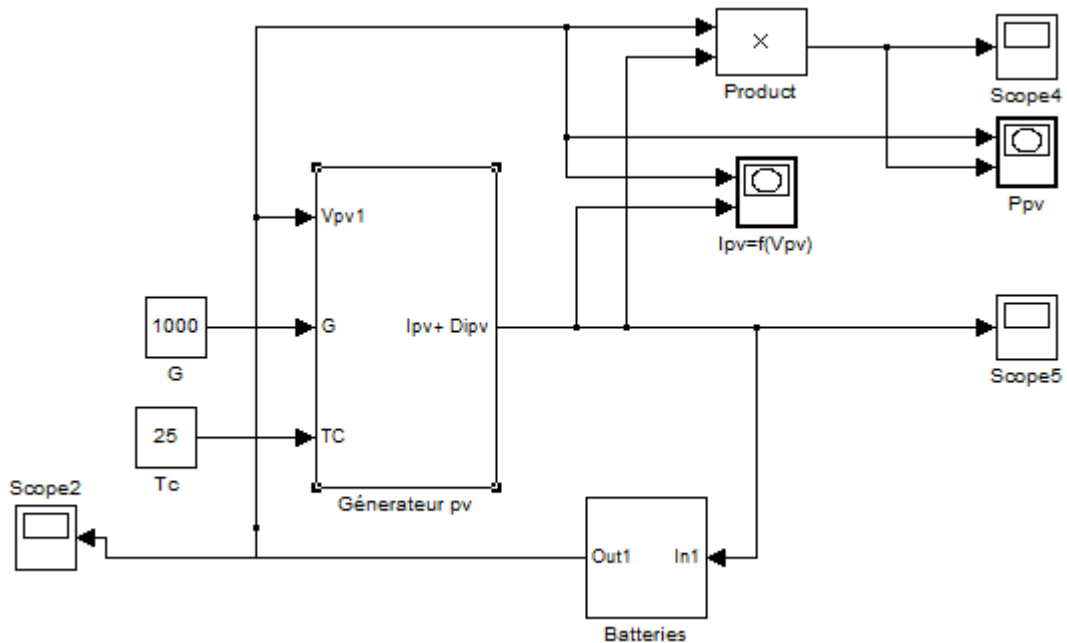 ×
Product
Scope4
Ppv
Ipv=f(Vpv)
Vpv1
G
Ipv+ Dipv
TC
Génerateur pv
1000
G
25
Tc
Scope5
Scope2
Out1
In1
Batteries